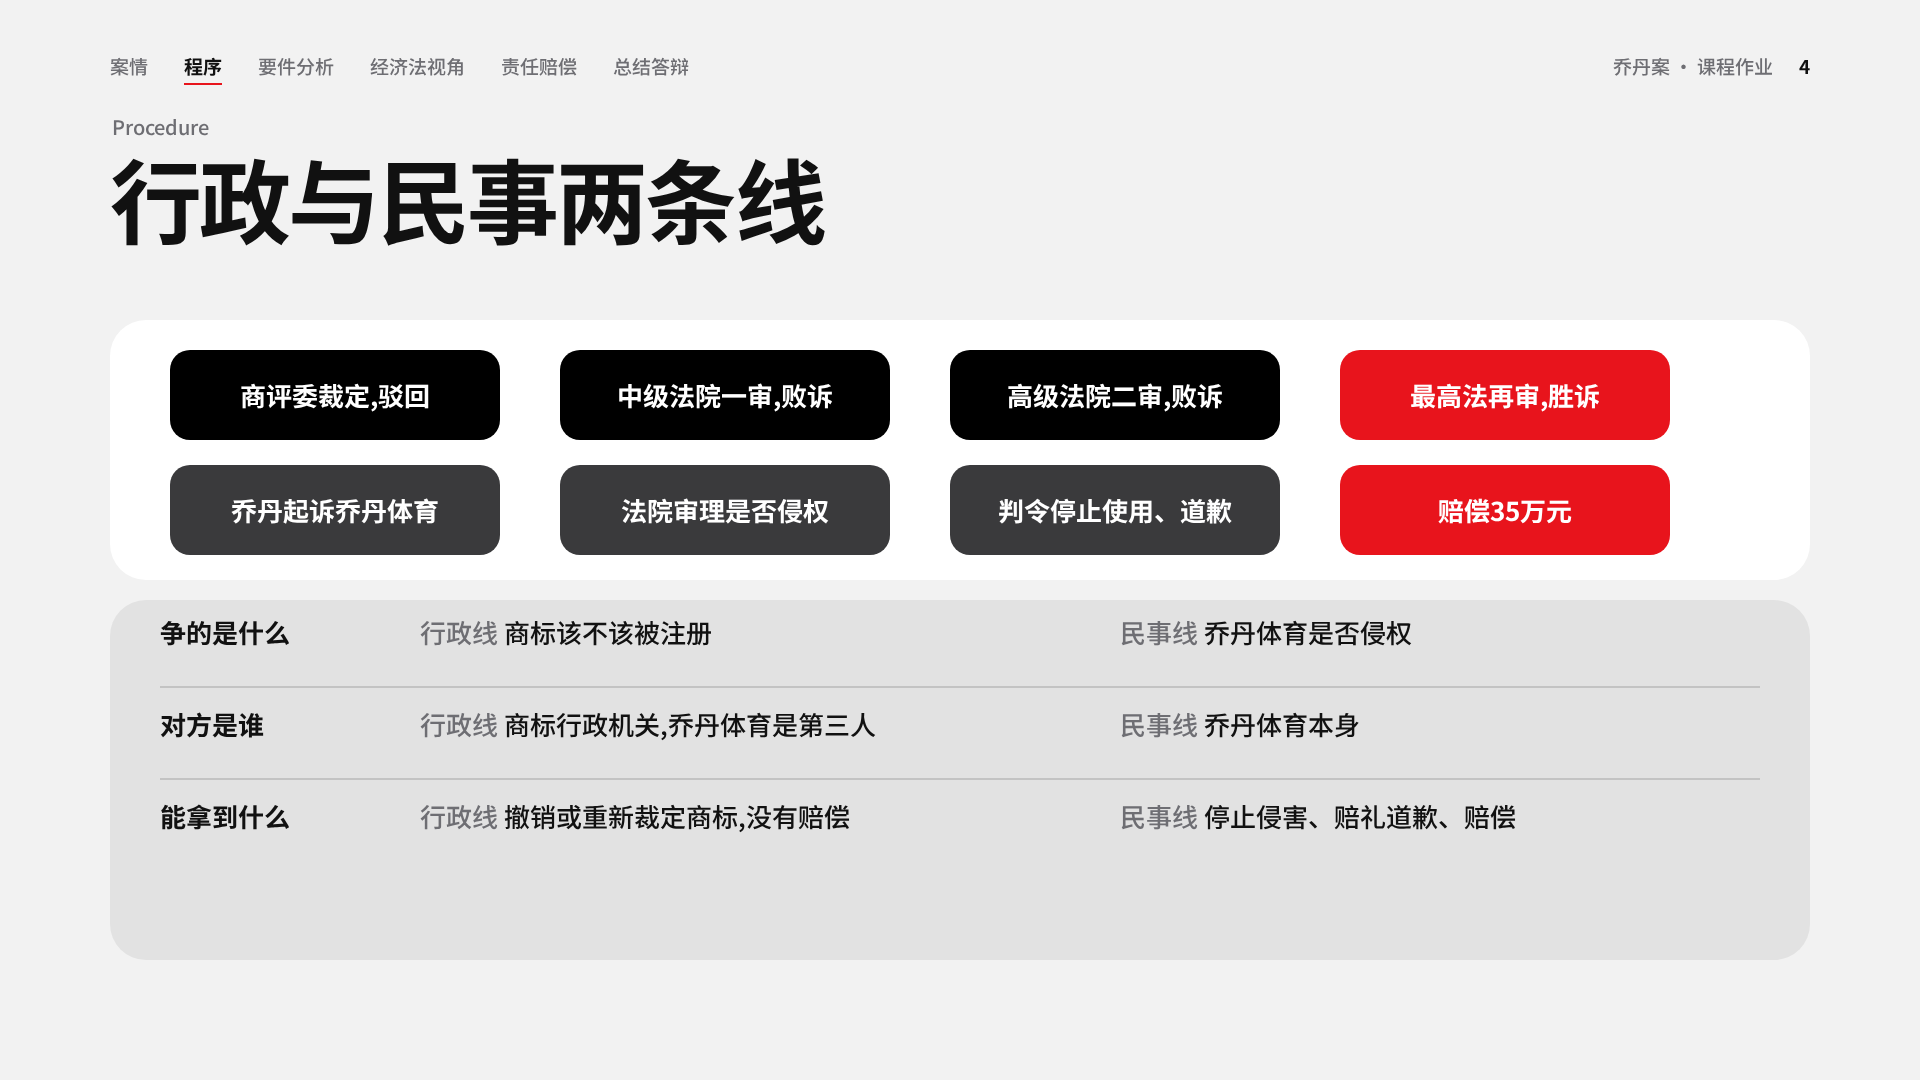 案情 程序 要件分析 经济法视角 责任赔偿 总结答辩 乔丹案 · 课程作业 4
Procedure
行政与民事两条线
商评委裁定,驳回 中级法院一审,败诉 高级法院二审,败诉 最高法再审,胜诉
乔丹起诉乔丹体育 法院审理是否侵权 判令停止使用、道歉 赔偿35万元
争的是什么 行政线 商标该不该被注册 民事线 乔丹体育是否侵权
对方是谁 行政线 商标行政机关,乔丹体育是第三人 民事线 乔丹体育本身
能拿到什么 行政线 撤销或重新裁定商标,没有赔偿 民事线 停止侵害、赔礼道歉、赔偿